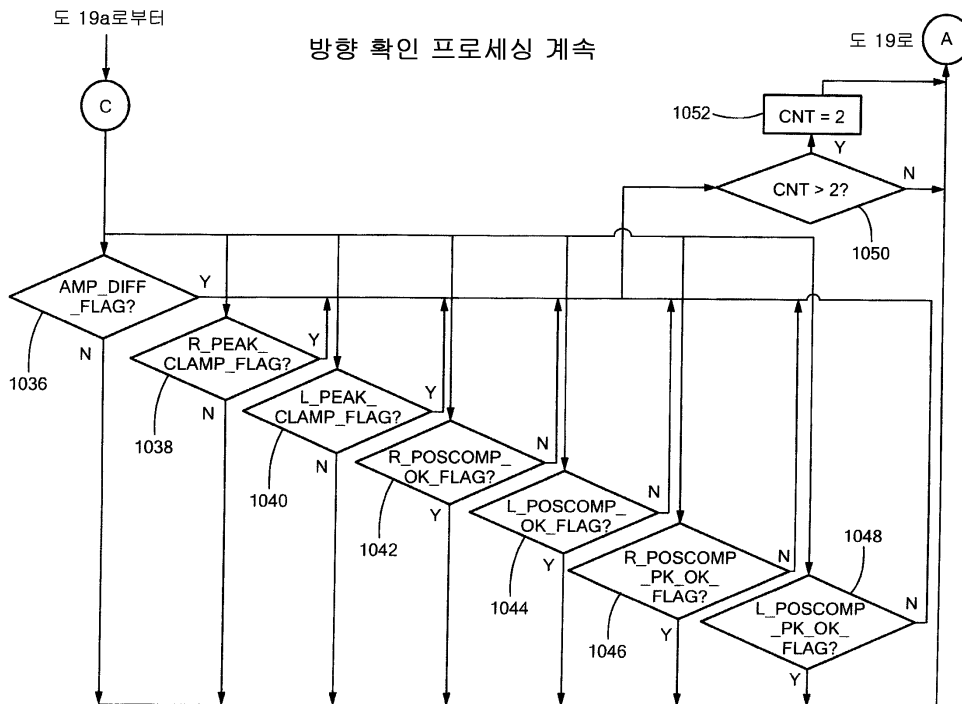 도 19a로부터
방향 확인 프로세싱 계속
도 19로
A
C
1052
CNT = 2
Y
CNT > 2?
N
1050
AMP_DIFF
_FLAG?
Y
N
1036
R_PEAK_
CLAMP_FLAG?
Y
N
1038
L_PEAK_
CLAMP_FLAG?
Y
N
1040
R_POSCOMP_
OK_FLAG?
N
Y
1042
L_POSCOMP_
OK_FLAG?
N
Y
1044
R_POSCOMP
_PK_OK_
FLAG?
N
Y
1046
1048
L_POSCOMP
_PK_OK_
FLAG?
N
Y